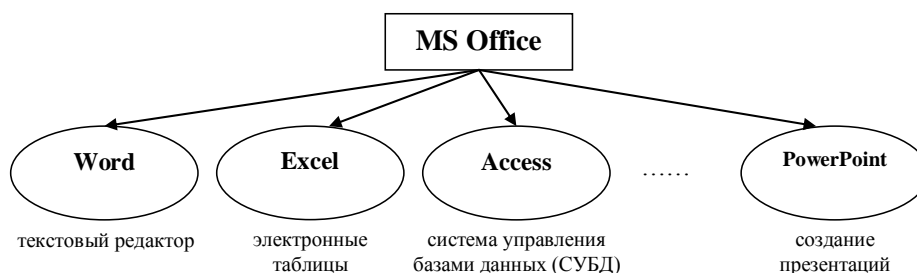 MS Office
Word
Excel
Access
……
PowerPoint
текстовый редактор
электронные
таблицы
система управления
базами данных (СУБД)
создание
презентаций